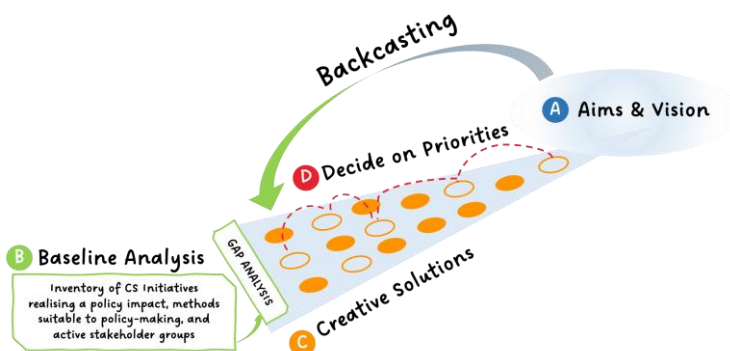 Backcasting
A Aims & Vision
D Decide on Priorities
B Baseline Analysis
GAP ANALYSIS
Inventory of CS Initiatives
realising a policy impact, methods
suitable to policy-making, and
active stakeholder groups
C Creative Solutions